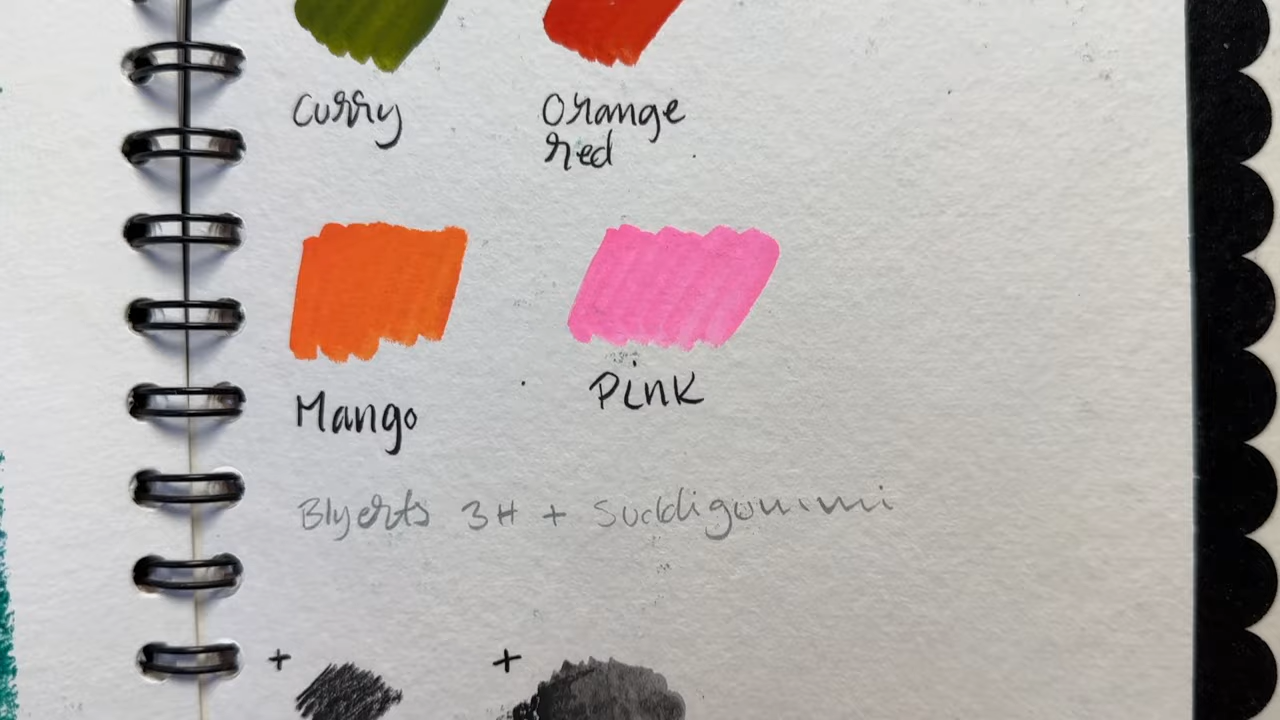 Curry
Orange
red
Mango
Pink
Blyerts 3H + Suddigummi
+ +